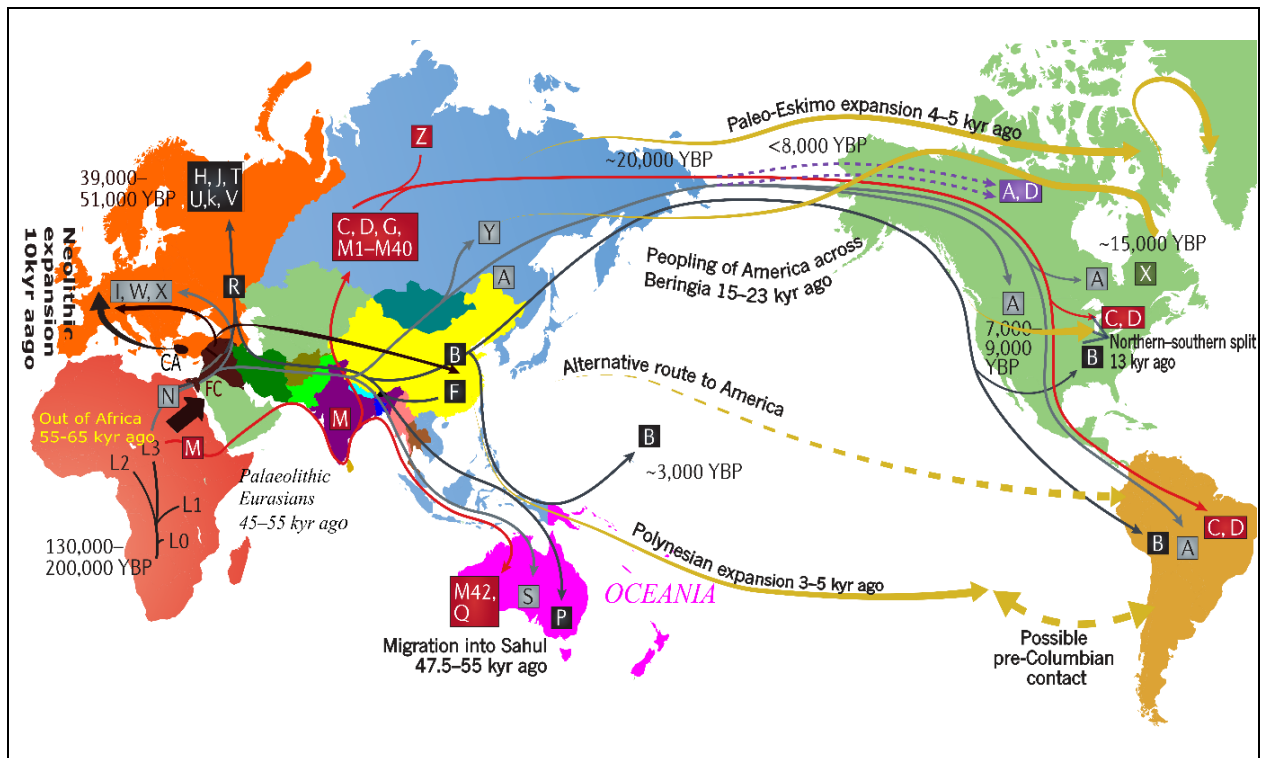 Paleo-Eskimo expansion 4–5 kyr ago
<8,000 YBP
~20,000 YBP
Z
39,000–
51,000 YBP
H, J, T
U,k, V
A, D
C, D, G,
M1–M40
Y
~15,000 YBP
X
Neolithic
expansion
10kyr aago
Peopling of America across
Beringia 15–23 kyr ago
A
A
I, W, X
R
A
C, D
7,000–
9,000
YBP
Northern–southern split
13 kyr ago
B
B
CA
FC
F
N
Alternative route to America
M
Out of Africa
55-65 kyr ago
M
L3
L2
L1
L0
130,000–
200,000 YBP
Palaeolithic
Eurasians
45–55 kyr ago
B
~3,000 YBP
Polynesian expansion 3–5 kyr ago
C, D
B
A
M42,
Q
S
P
OCEANIA
Migration into Sahul
47.5–55 kyr ago
Possible
pre-Columbian
contact